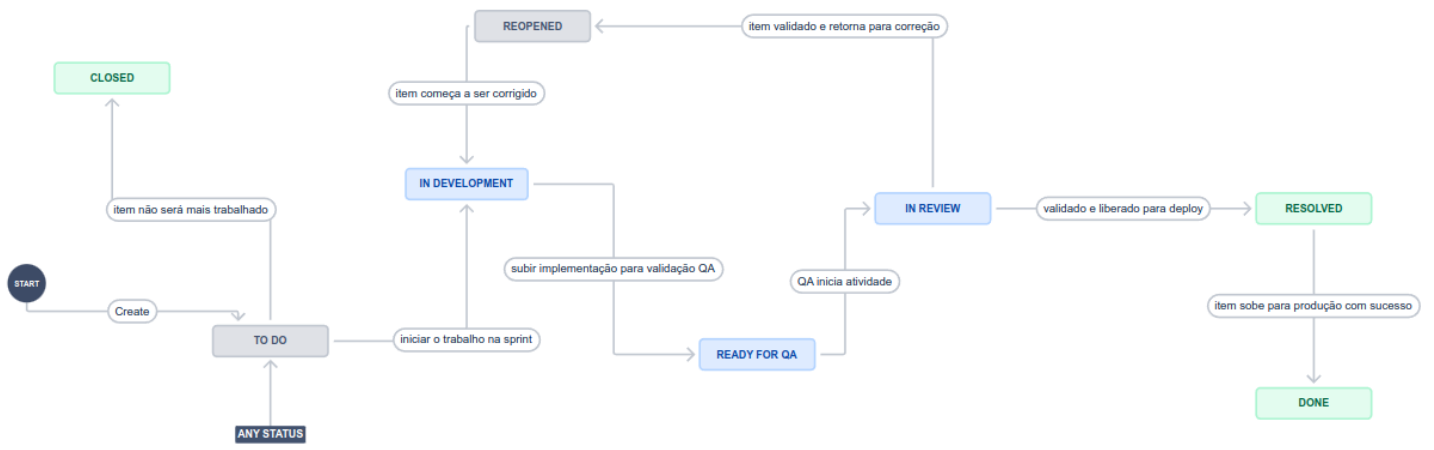 REOPENED
item validado e retorna para correção
CLOSED
item começa a ser corrigido
IN DEVELOPMENT
item não será mais trabalhado
IN REVIEW
validado e liberado para deploy
RESOLVED
subir implementação para validação QA
QA inicia atividade
START
Create
item sobe para produção com sucesso
TO DO
iniciar o trabalho na sprint
READY FOR QA
DONE
ANY STATUS